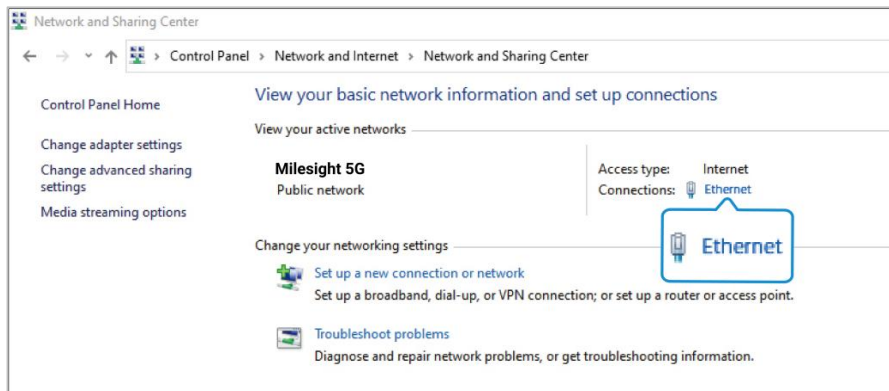 Network and Sharing Center
Control Panel > Network and Internet > Network and Sharing Center
Control Panel Home
Change adapter settings
Change advanced sharing
settings
Media streaming options
View your basic network information and set up connections
View your active networks
Milesight 5G
Public network
Access type: Internet
Connections: Ethernet
Ethernet
Change your networking settings
Set up a new connection or network
Set up a broadband, dial-up, or VPN connection; or set up a router or access point.
Troubleshoot problems
Diagnose and repair network problems, or get troubleshooting information.